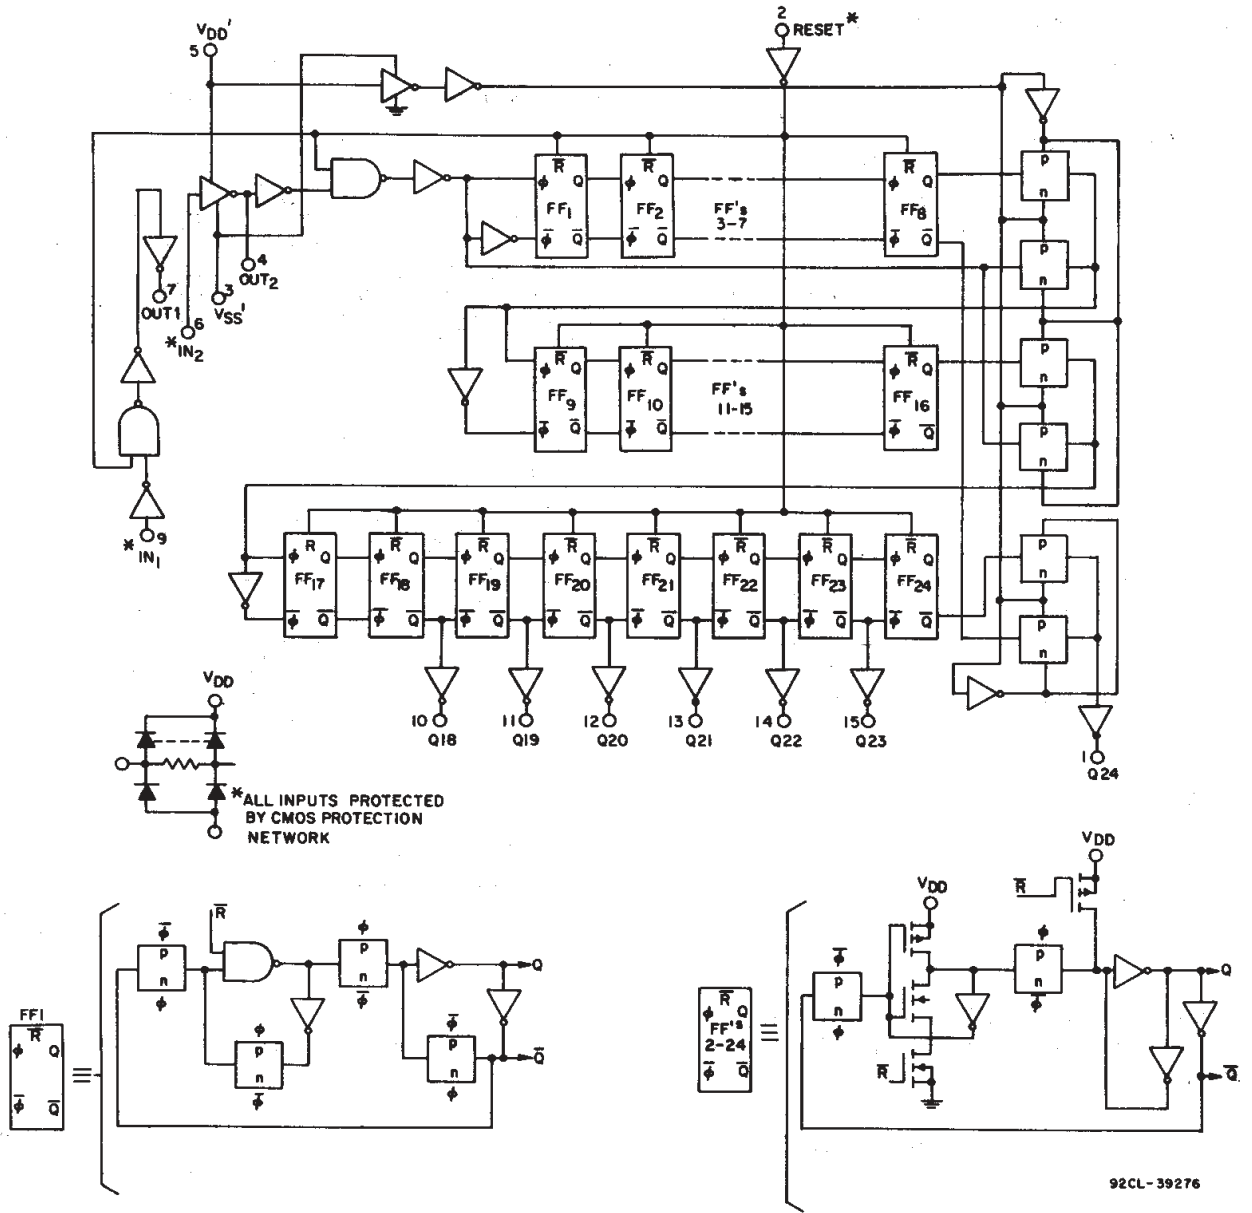 VDD'
5
2
RESET*
R̅ R̅ R̅
ϕ Q ϕ Q ϕ Q
FF1 FF2 FF's 3-7 FF8
ϕ̅ Q̅ ϕ̅ Q̅ ϕ̅ Q̅
p
n
p
n
4
OUT2
7
OUT1
3
VSS'
6
*IN2
R̅ R̅ R̅
ϕ Q ϕ Q ϕ Q
FF9 FF10 FF's 11-15 FF16
ϕ̅ Q̅ ϕ̅ Q̅ ϕ̅ Q̅
p
n
p
n
9
* IN1
R R̅ R̅ R̅ R̅ R̅ R̅ R̅
ϕ Q ϕ Q ϕ Q ϕ Q ϕ Q ϕ Q ϕ Q ϕ Q
FF17 FF18 FF19 FF20 FF21 FF22 FF23 FF24
ϕ̅ Q̅ ϕ̅ Q̅ ϕ̅ Q̅ ϕ̅ Q̅ ϕ̅ Q̅ ϕ̅ Q̅ ϕ̅ Q̅ ϕ̅ Q̅
p
n
p
n
10 11 12 13 14 15
Q18 Q19 Q20 Q21 Q22 Q23
1
Q24
VDD
*ALL INPUTS PROTECTED
BY CMOS PROTECTION
NETWORK
FF1
R̅
ϕ Q
ϕ̅ Q̅
≡
R̅
ϕ̅
p
n
ϕ
ϕ
p
n
ϕ̅
Q
ϕ
p
n
ϕ̅
ϕ̅
p
n
ϕ
Q̅
R̅
ϕ Q
FF's
2-24
ϕ̅ Q̅
≡
VDD
VDD
R̅
ϕ̅
p
n
ϕ
ϕ
p
n
ϕ̅
Q
R̅
Q̅
92CL-39276